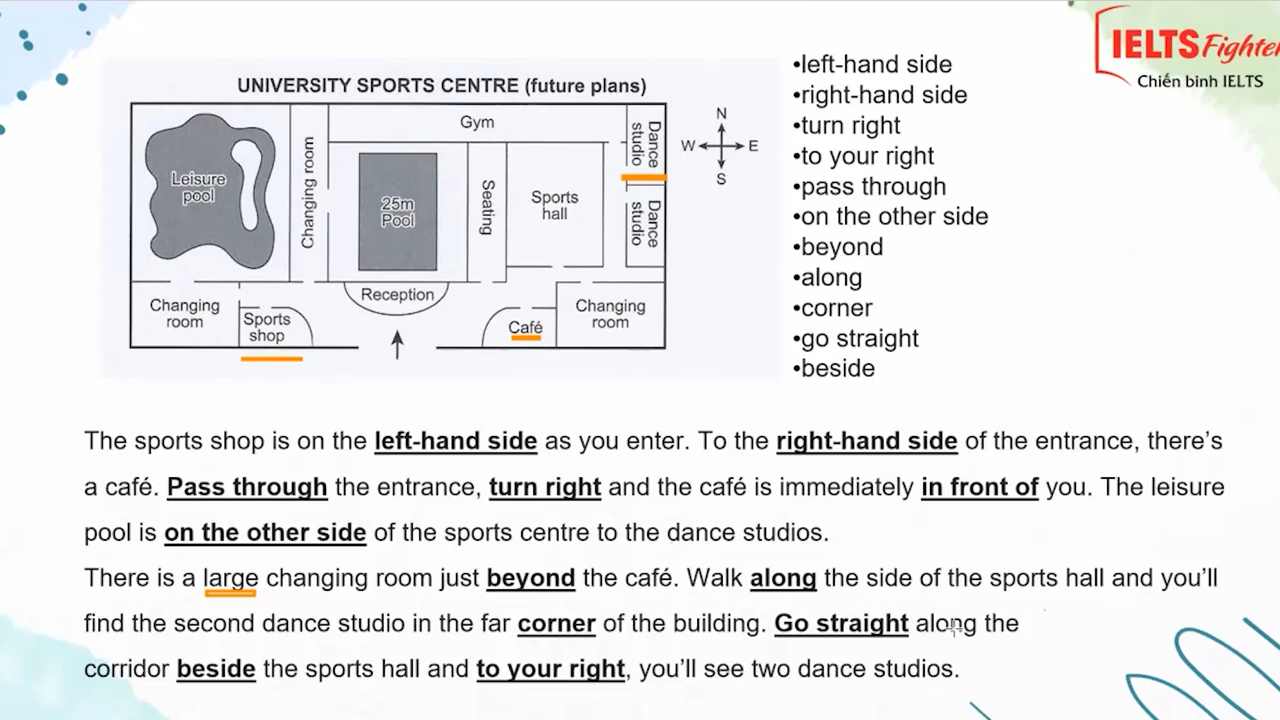 IELTS Fighter
Chiến binh IELTS
UNIVERSITY SPORTS CENTRE (future plans)
Gym
Leisure
pool
Changing room
25m
Pool
Seating
Sports
hall
Dance
studio
Dance
studio
N
W E
S
Changing
room
Sports
shop
Reception
Café
Changing
room
•left-hand side
•right-hand side
•turn right
•to your right
•pass through
•on the other side
•beyond
•along
•corner
•go straight
•beside
The sports shop is on the left-hand side as you enter. To the right-hand side of the entrance, there’s
a café. Pass through the entrance, turn right and the café is immediately in front of you. The leisure
pool is on the other side of the sports centre to the dance studios.
There is a large changing room just beyond the café. Walk along the side of the sports hall and you’ll
find the second dance studio in the far corner of the building. Go straight along the
corridor beside the sports hall and to your right, you’ll see two dance studios.